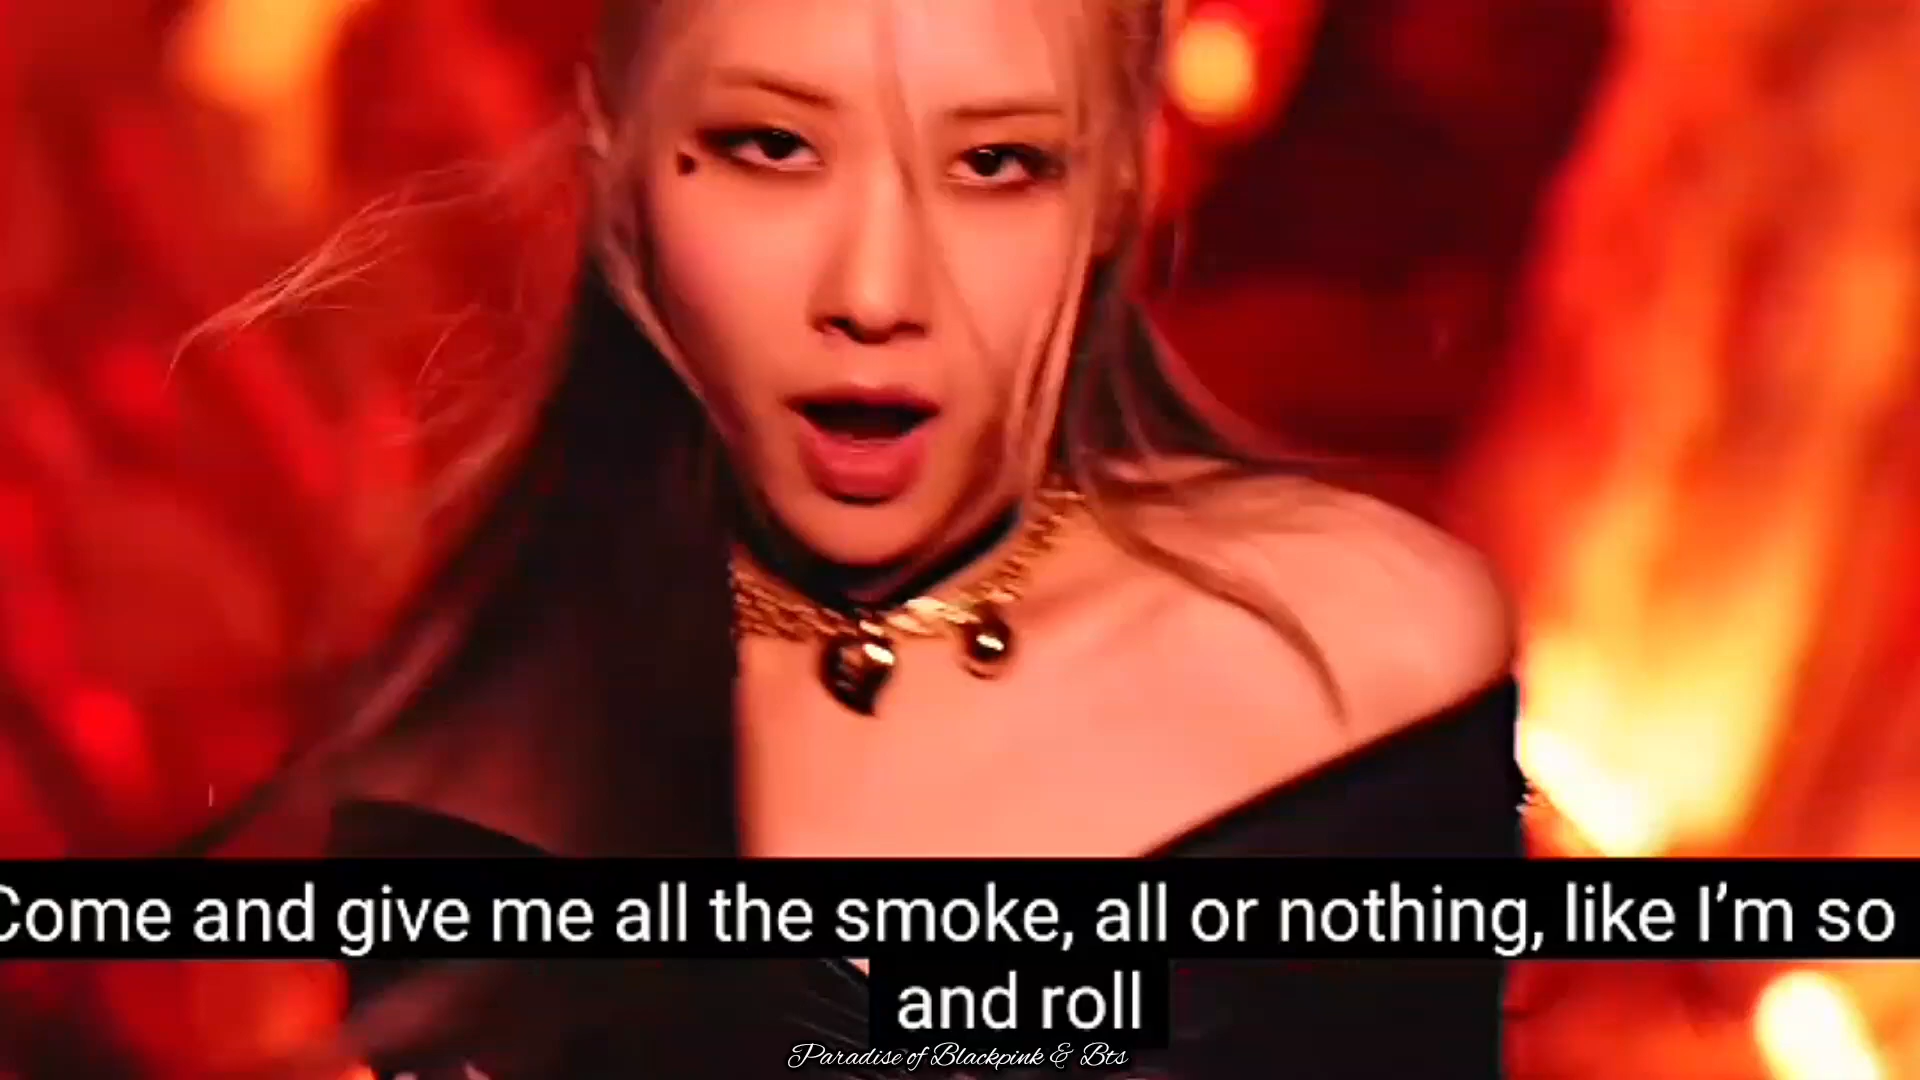 Come and give me all the smoke, all or nothing, like I’m so
and roll
Paradise of Blackpink & Bts